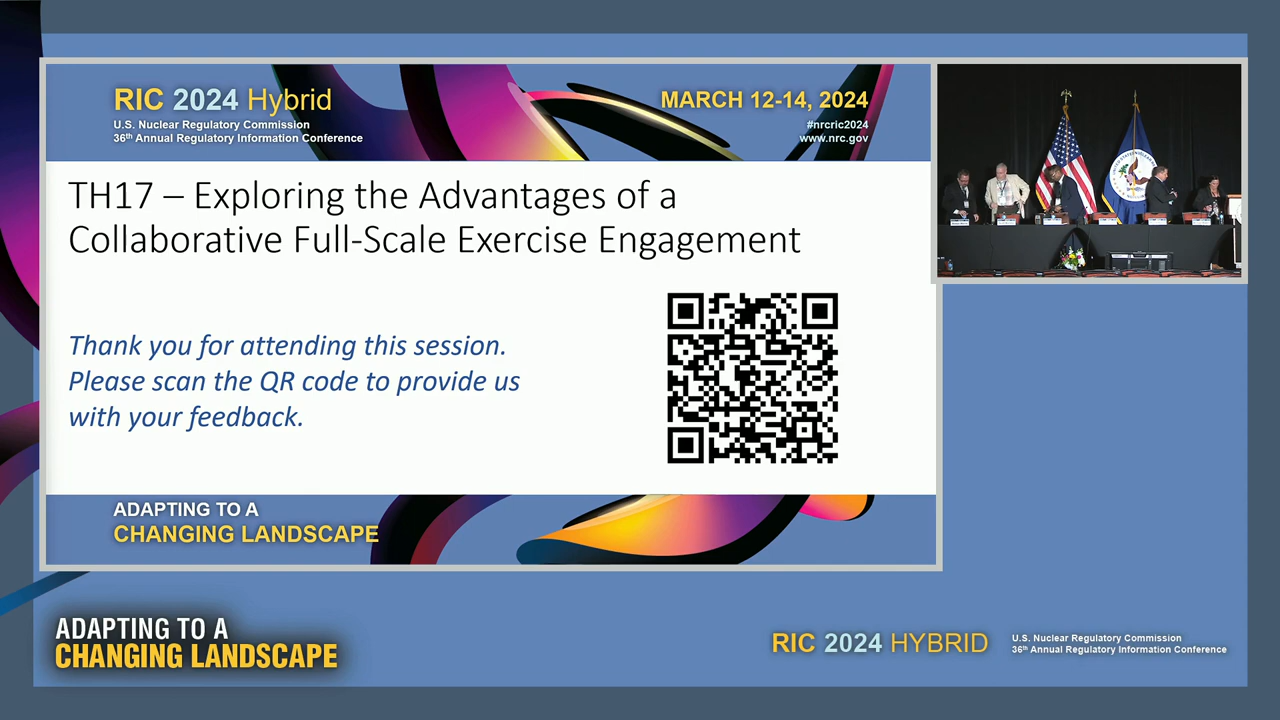 RIC 2024 Hybrid
U.S. Nuclear Regulatory Commission
36th Annual Regulatory Information Conference
MARCH 12-14, 2024
#nrcric2024
www.nrc.gov
TH17 – Exploring the Advantages of a
Collaborative Full-Scale Exercise Engagement
Thank you for attending this session.
Please scan the QR code to provide us
with your feedback.
ADAPTING TO A
CHANGING LANDSCAPE
ADAPTING TO A
CHANGING LANDSCAPE
RIC 2024 HYBRID
U.S. Nuclear Regulatory Commission
36th Annual Regulatory Information Conference